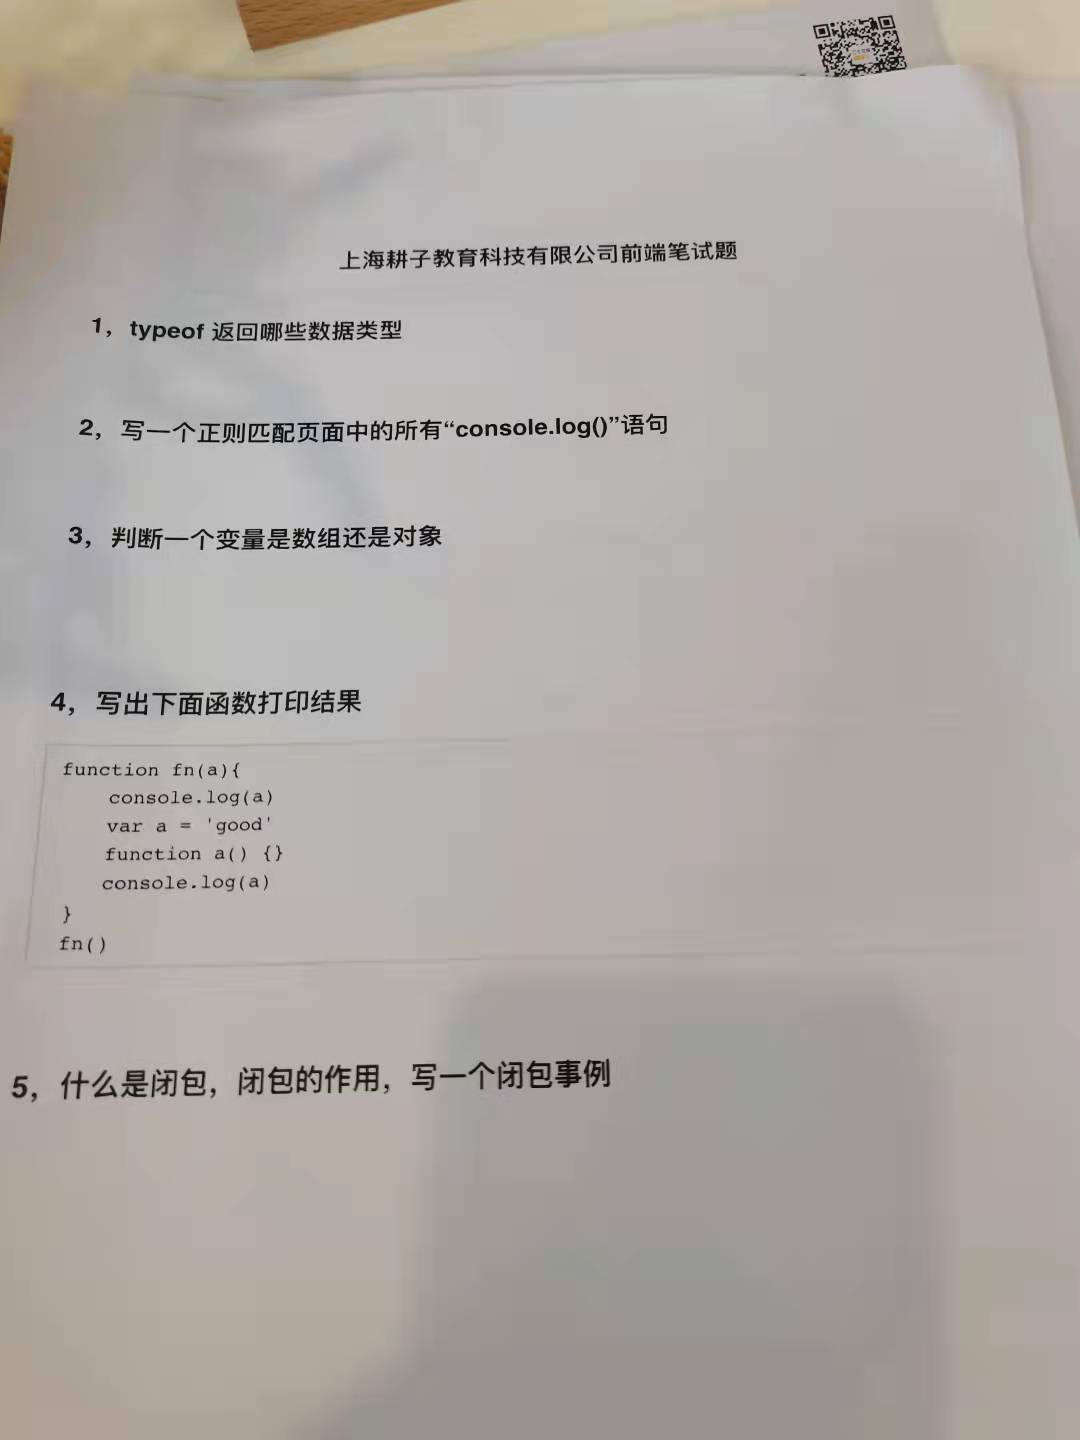 上海耕子教育科技有限公司前端笔试题
1，typeof 返回哪些数据类型
2，写一个正则匹配页面中的所有“console.log()”语句
3，判断一个变量是数组还是对象
4，写出下面函数打印结果
function fn(a){
    console.log(a)
    var a = 'good'
    function a() {}
    console.log(a)
}
fn()
5，什么是闭包，闭包的作用，写一个闭包事例